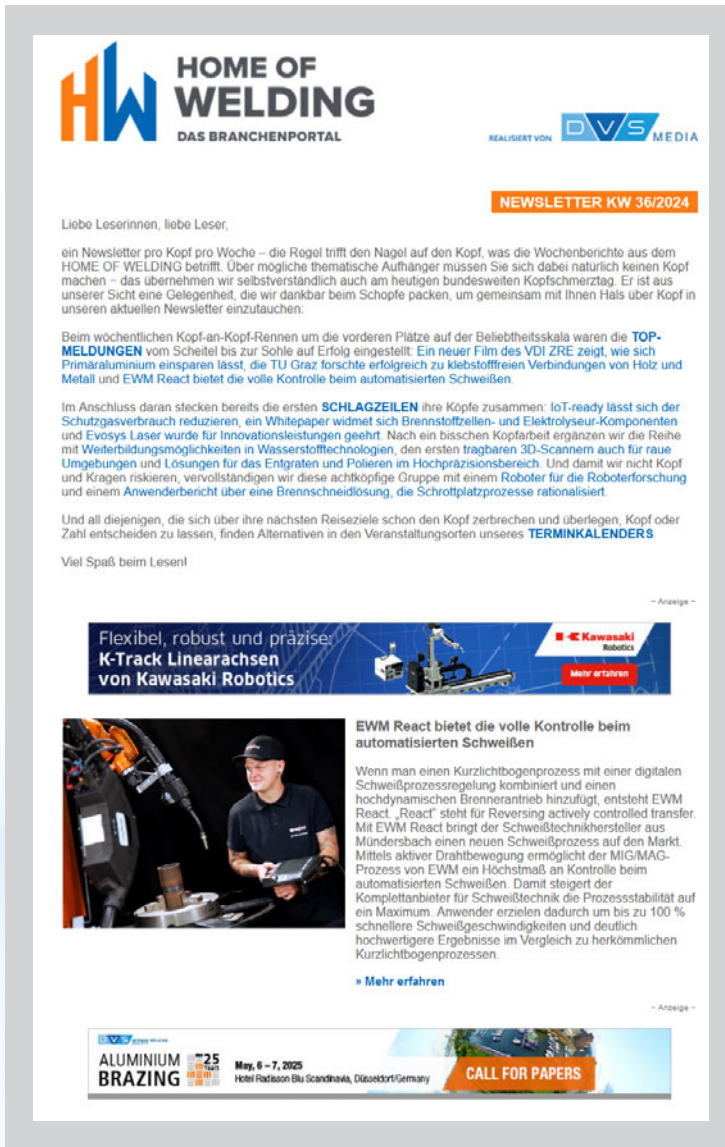 HOME OF
WELDING
DAS BRANCHENPORTAL
REALISIERT VON DVS MEDIA
NEWSLETTER KW 36/2024
Liebe Leserinnen, liebe Leser,
ein Newsletter pro Kopf pro Woche – die Regel trifft den Nagel auf den Kopf, was die Wochenberichte aus dem
HOME OF WELDING betrifft. Über mögliche thematische Aufhänger müssen Sie sich dabei natürlich keinen Kopf
machen – das übernehmen wir selbstverständlich auch am heutigen bundesweiten Kopfschmerztag. Er ist aus
unserer Sicht eine Gelegenheit, die wir dankbar beim Schopfe packen, um gemeinsam mit Ihnen Hals über Kopf in
unseren aktuellen Newsletter einzutauchen:
Beim wöchentlichen Kopf-an-Kopf-Rennen um die vorderen Plätze auf der Beliebtheitsskala waren die TOP-
MELDUNGEN vom Scheitel bis zur Sohle auf Erfolg eingestellt: Ein neuer Film des VDI ZRE zeigt, wie sich
Primäraluminium einsparen lässt, die TU Graz forschte erfolgreich zu klebstofffreien Verbindungen von Holz und
Metall und EWM React bietet die volle Kontrolle beim automatisierten Schweißen.
Im Anschluss daran stecken bereits die ersten SCHLAGZEILEN ihre Köpfe zusammen: IoT-ready lässt sich der
Schutzgasverbrauch reduzieren, ein Whitepaper widmet sich Brennstoffzellen- und Elektrolyseur-Komponenten
und Evosys Laser wurde für Innovationsleistungen geehrt. Nach ein bisschen Kopfarbeit ergänzen wir die Reihe
mit Weiterbildungsmöglichkeiten in Wasserstofftechnologien, den ersten tragbaren 3D-Scannern auch für raue
Umgebungen und Lösungen für das Entgraten und Polieren im Hochpräzisionsbereich. Und damit wir nicht Kopf
und Kragen riskieren, vervollständigen wir diese achtköpfige Gruppe mit einem Roboter für die Roboterforschung
und einem Anwenderbericht über eine Brennschneidlösung, die Schrottplatzprozesse rationalisiert.
Und all diejenigen, die sich über ihre nächsten Reiseziele schon den Kopf zerbrechen und überlegen, Kopf oder
Zahl entscheiden zu lassen, finden Alternativen in den Veranstaltungsorten unseres TERMINKALENDERS.
Viel Spaß beim Lesen!
– Anzeige –
Flexibel, robust und präzise:
K-Track Linearachsen
von Kawasaki Robotics
Kawasaki
Robotics
Mehr erfahren
EWM React bietet die volle Kontrolle beim
automatisierten Schweißen
Wenn man einen Kurzlichtbogenprozess mit einer digitalen
Schweißprozessregelung kombiniert und einen
hochdynamischen Brennerantrieb hinzufügt, entsteht EWM
React. „React“ steht für Reversing actively controlled transfer.
Mit EWM React bringt der Schweißtechnikhersteller aus
Mündersbach einen neuen Schweißprozess auf den Markt.
Mittels aktiver Drahtbewegung ermöglicht der MIG/MAG-
Prozess von EWM ein Höchstmaß an Kontrolle beim
automatisierten Schweißen. Damit steigert der
Komplettanbieter für Schweißtechnik die Prozessstabilität auf
ein Maximum. Anwender erzielen dadurch um bis zu 100 %
schnellere Schweißgeschwindigkeiten und deutlich
hochwertigere Ergebnisse im Vergleich zu herkömmlichen
Kurzlichtbogenprozessen.
» Mehr erfahren
– Anzeige –
DVS
ALUMINIUM
BRAZING
25
Years
May, 6 – 7, 2025
Hotel Radisson Blu Scandinavia, Düsseldorf/Germany
CALL FOR PAPERS